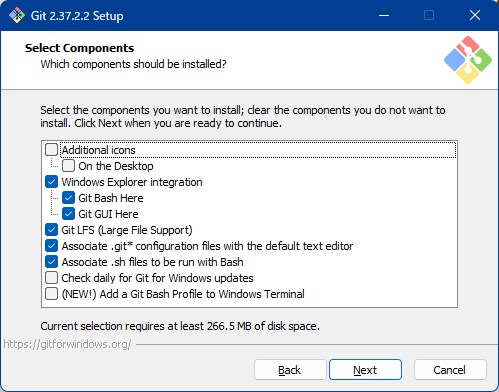 Git 2.37.2.2 Setup
Select Components
Which components should be installed?
Select the components you want to install; clear the components you do not want to
install. Click Next when you are ready to continue.
Additional icons
On the Desktop
Windows Explorer integration
Git Bash Here
Git GUI Here
Git LFS (Large File Support)
Associate .git* configuration files with the default text editor
Associate .sh files to be run with Bash
Check daily for Git for Windows updates
(NEW!) Add a Git Bash Profile to Windows Terminal
Current selection requires at least 266.5 MB of disk space.
https://gitforwindows.org/
Back Next Cancel